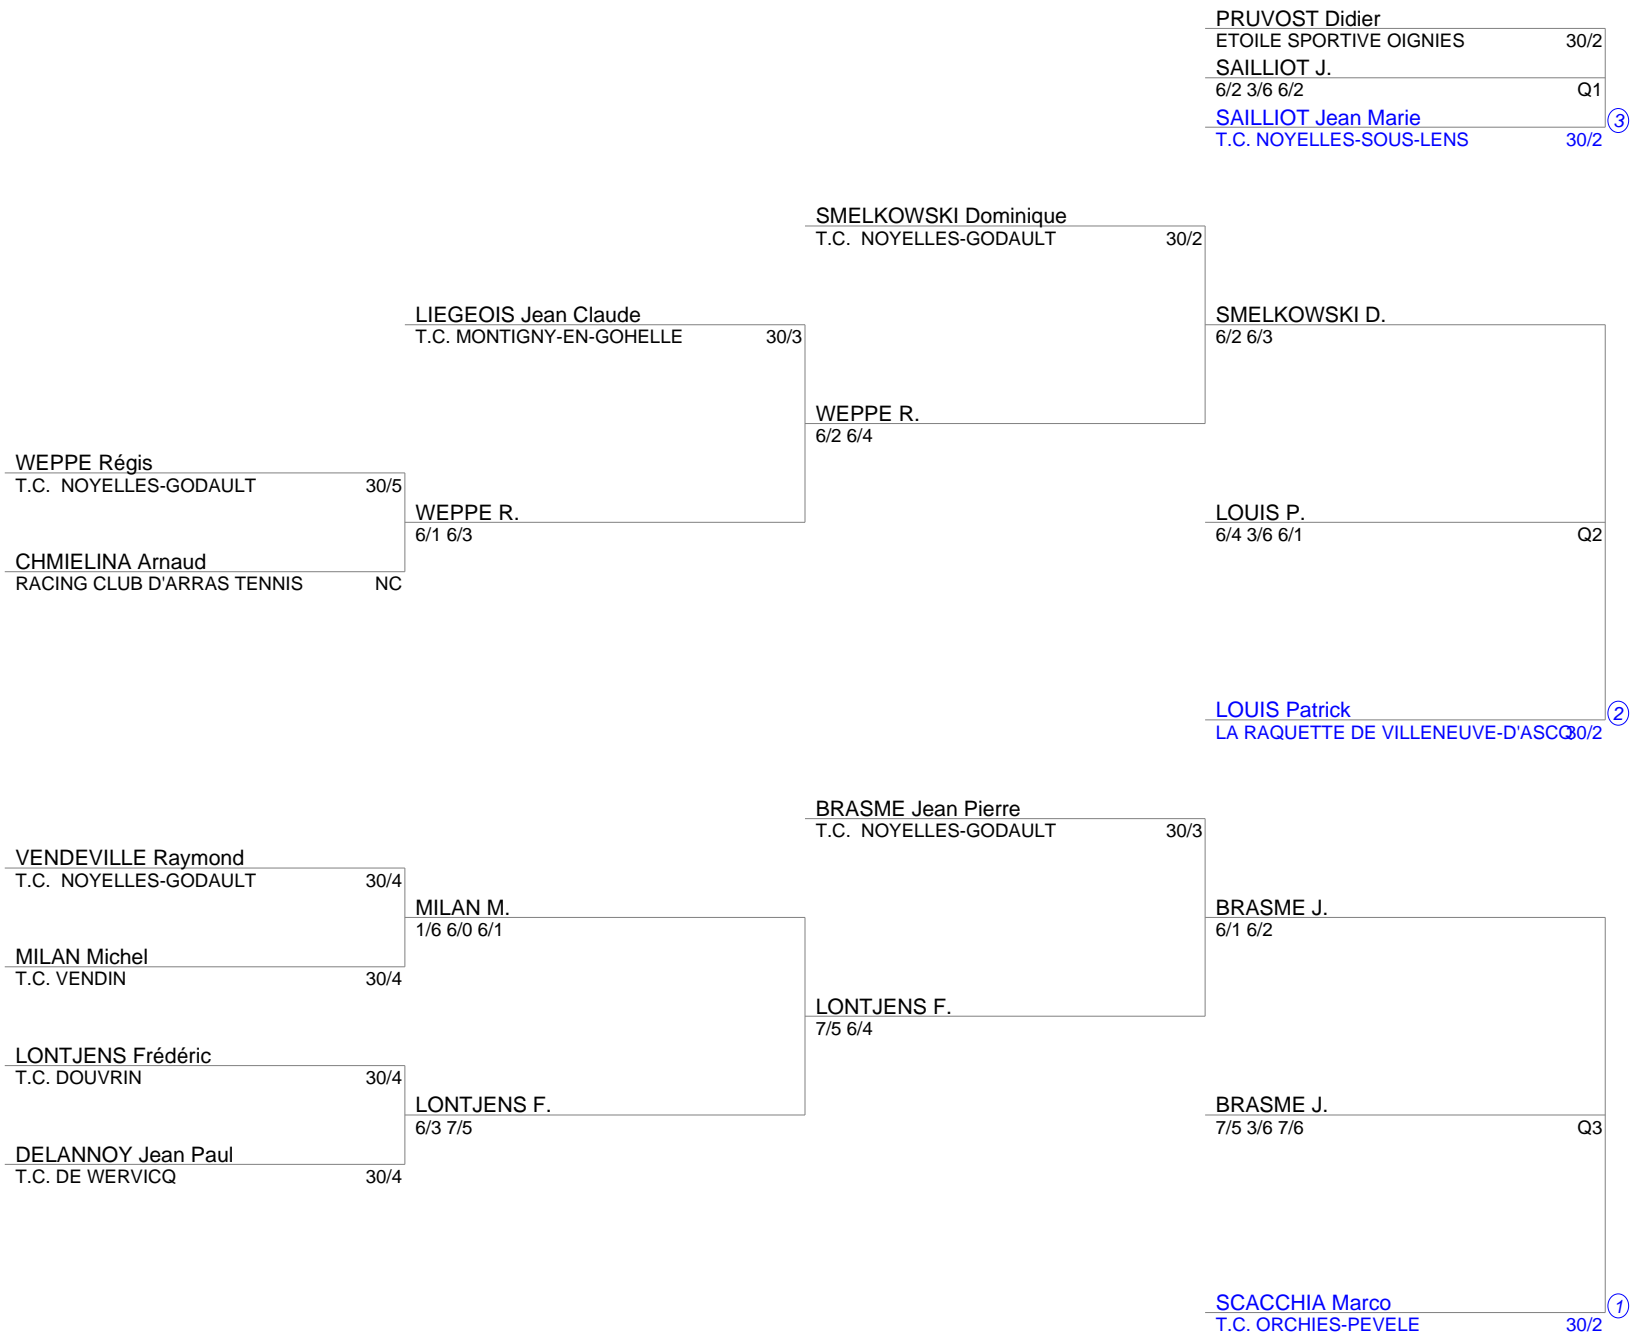 PRUVOST Didier
ETOILE SPORTIVE OIGNIES 30/2
SAILLIOT J.
6/2 3/6 6/2 Q1
SAILLIOT Jean Marie 3
T.C. NOYELLES-SOUS-LENS 30/2
SMELKOWSKI Dominique
T.C. NOYELLES-GODAULT 30/2
LIEGEOIS Jean Claude
T.C. MONTIGNY-EN-GOHELLE 30/3
SMELKOWSKI D.
6/2 6/3
WEPPE R.
6/2 6/4
WEPPE Régis
T.C. NOYELLES-GODAULT 30/5
WEPPE R.
6/1 6/3
LOUIS P.
6/4 3/6 6/1 Q2
CHMIELINA Arnaud
RACING CLUB D'ARRAS TENNIS NC
LOUIS Patrick 2
LA RAQUETTE DE VILLENEUVE-D'ASCQ 30/2
BRASME Jean Pierre
T.C. NOYELLES-GODAULT 30/3
VENDEVILLE Raymond
T.C. NOYELLES-GODAULT 30/4
MILAN M.
1/6 6/0 6/1
BRASME J.
6/1 6/2
MILAN Michel
T.C. VENDIN 30/4
LONTJENS F.
7/5 6/4
LONTJENS Frédéric
T.C. DOUVRIN 30/4
LONTJENS F.
6/3 7/5
BRASME J.
7/5 3/6 7/6 Q3
DELANNOY Jean Paul
T.C. DE WERVICQ 30/4
SCACCHIA Marco 1
T.C. ORCHIES-PEVELE 30/2